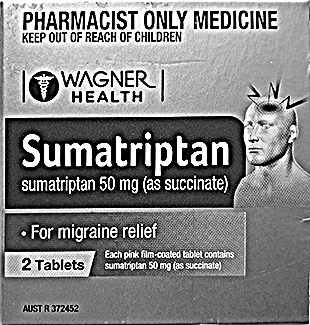 PHARMACIST ONLY MEDICINE
KEEP OUT OF REACH OF CHILDREN
WAGNER
HEALTH
Sumatriptan
sumatriptan 50 mg (as succinate)
• For migraine relief
2 Tablets
Each pink film-coated tablet contains
sumatriptan 50 mg (as succinate)
AUST R 372452